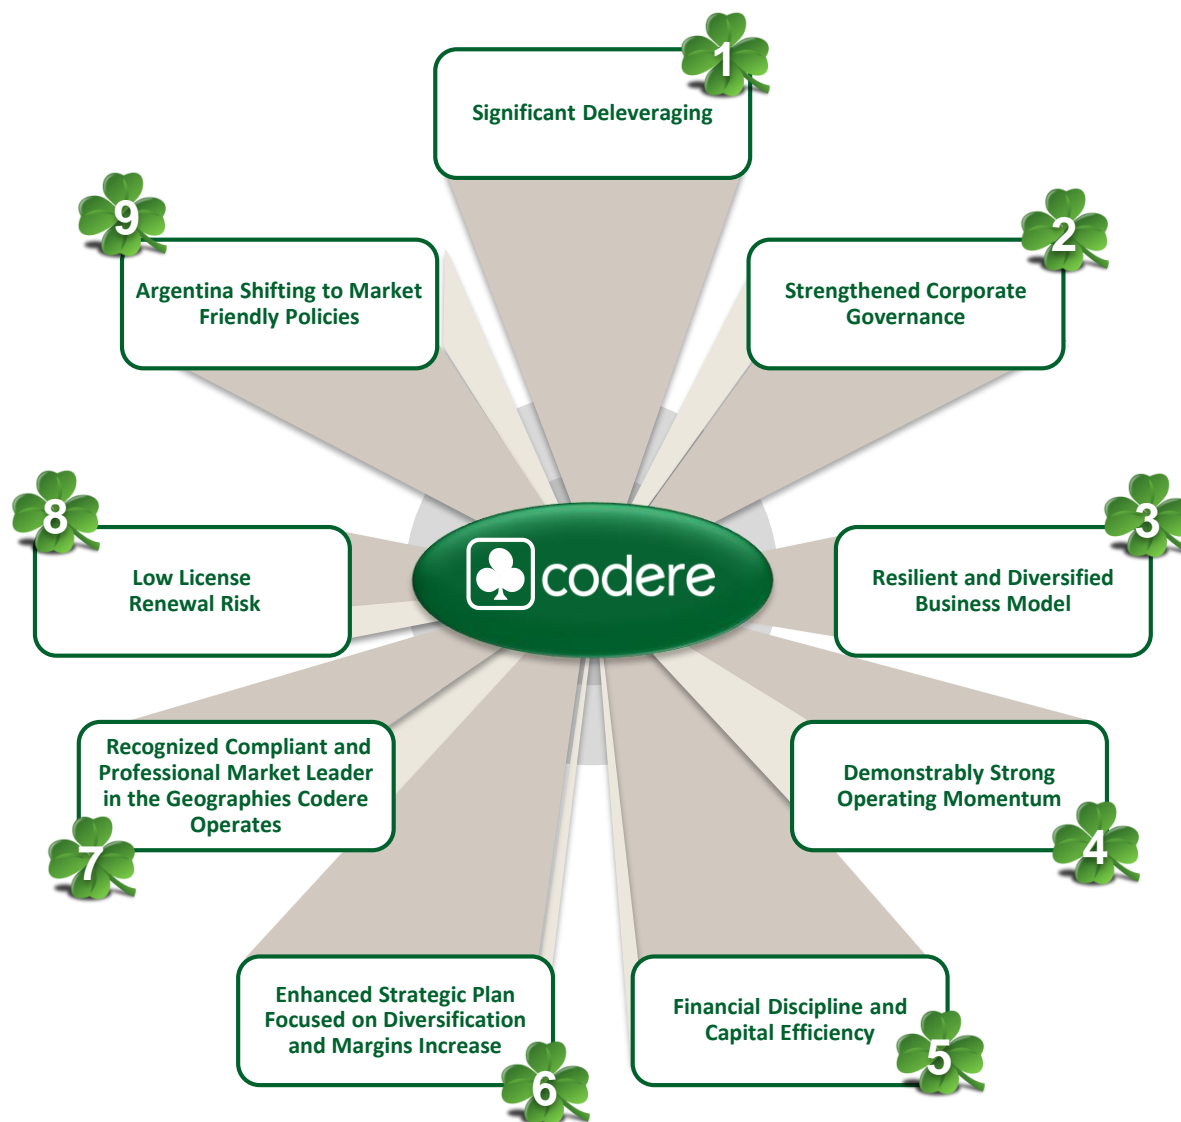 1
Significant Deleveraging
2
Strengthened Corporate
Governance
3
Resilient and Diversified
Business Model
4
Demonstrably Strong
Operating Momentum
5
Financial Discipline and
Capital Efficiency
6
Enhanced Strategic Plan
Focused on Diversification
and Margins Increase
7
Recognized Compliant and
Professional Market Leader
in the Geographies Codere
Operates
8
Low License
Renewal Risk
9
Argentina Shifting to Market
Friendly Policies
codere